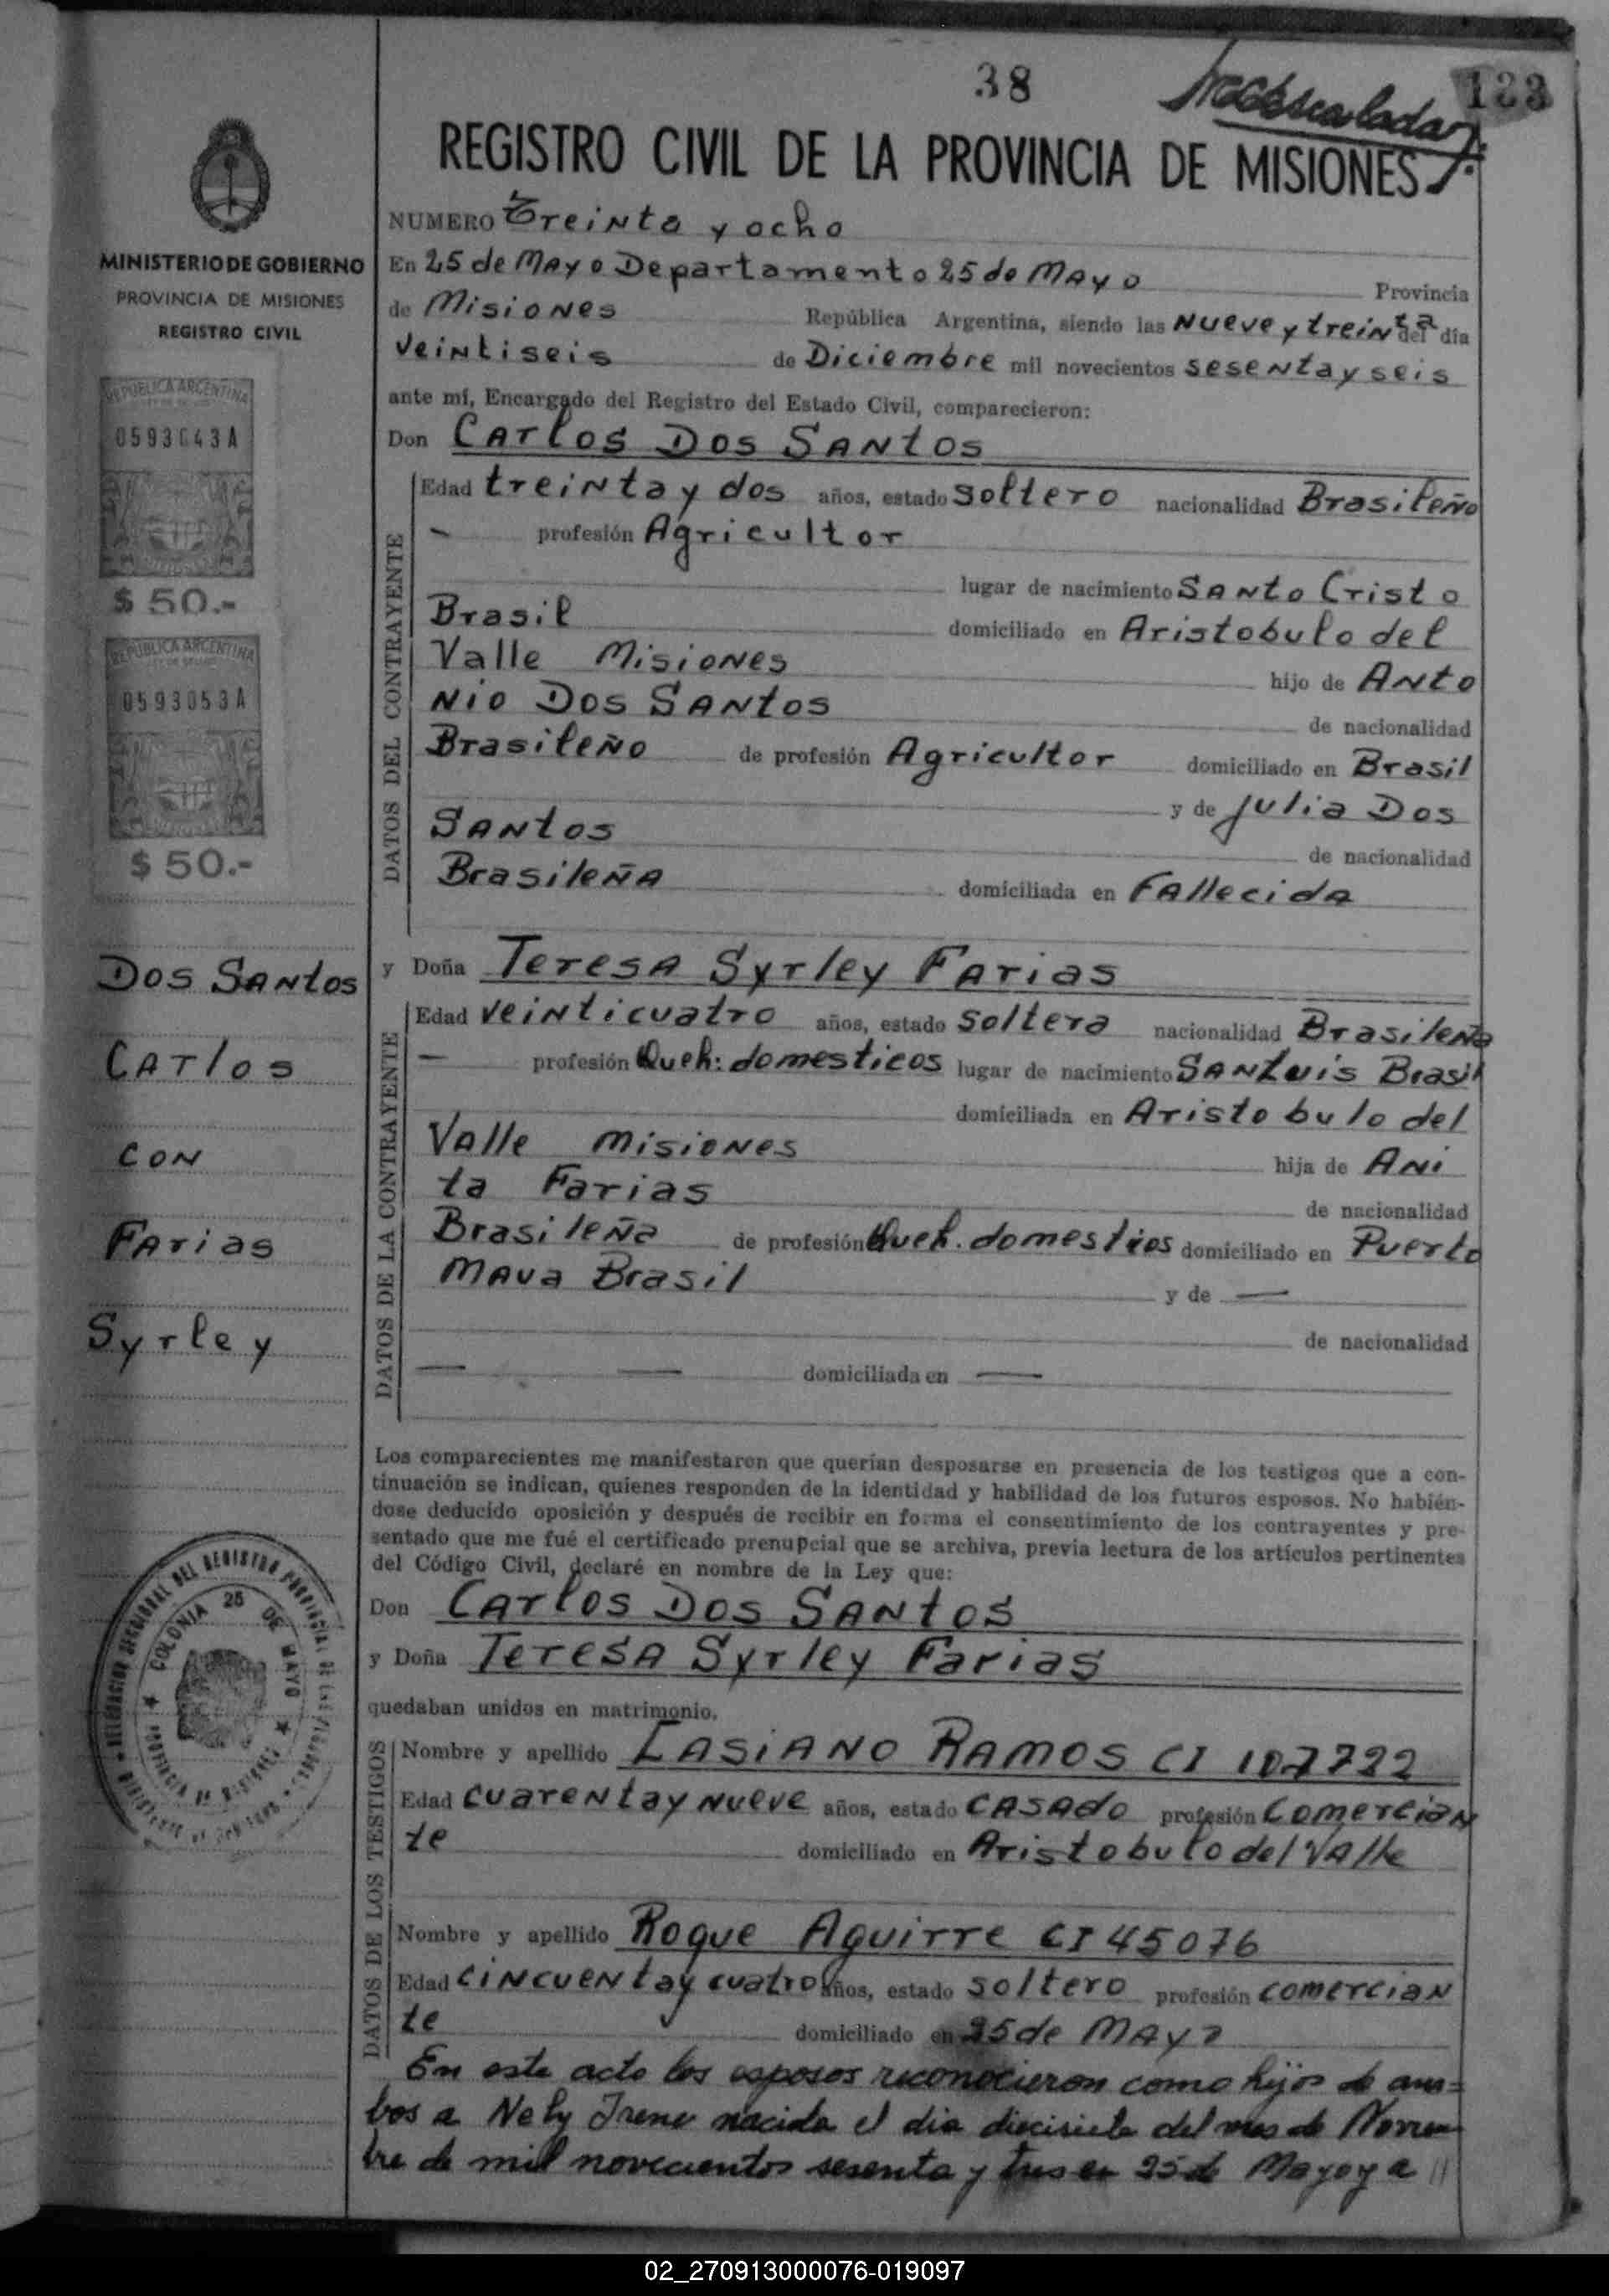 38
133
REGISTRO CIVIL DE LA PROVINCIA DE MISIONES
MINISTERIO DE GOBIERNO
PROVINCIA DE MISIONES
REGISTRO CIVIL
REPUBLICA ARGENTINA
0593043A
$ 50.-
REPUBLICA ARGENTINA
0593053A
$ 50.-
NUMERO Treinta y ocho
En 25 de MAYO Departamento 25 de MAYO Provincia
de Misiones República Argentina, siendo las Nueve y treinta del día
Veintiseis de Diciembre mil novecientos sesenta y seis
ante mí, Encargado del Registro del Estado Civil, comparecieron:
Don Carlos Dos Santos
DATOS DEL CONTRAYENTE
Edad treinta y dos años, estado soltero nacionalidad Brasileño
— profesión Agricultor
lugar de nacimiento Santo Cristo
Brasil domiciliado en Aristobulo del
Valle Misiones hijo de Anto
nio Dos Santos de nacionalidad
Brasileño de profesión Agricultor domiciliado en Brasil
y de Julia Dos
Santos de nacionalidad
Brasileña domiciliada en Fallecida
Dos Santos
Carlos
con
Farias
Syrley
y Doña Teresa Syrley Farias
DATOS DE LA CONTRAYENTE
Edad veinticuatro años, estado soltera nacionalidad Brasileña
— profesión Queh: domesticos lugar de nacimiento San Luis Brasil
domiciliada en Aristobulo del
Valle Misiones hija de Ani
ta Farias de nacionalidad
Brasileña de profesión Queh. domesticos domiciliado en Puerto
Maua Brasil y de —
de nacionalidad
— — domiciliada en —
Los comparecientes me manifestaron que querían desposarse en presencia de los testigos que a con-
tinuación se indican, quienes responden de la identidad y habilidad de los futuros esposos. No habién-
dose deducido oposición y después de recibir en forma el consentimiento de los contrayentes y pre-
sentado que me fué el certificado prenupcial que se archiva, previa lectura de los artículos pertinentes
del Código Civil, declaré en nombre de la Ley que:
Don Carlos Dos Santos
y Doña Teresa Syrley Farias
quedaban unidos en matrimonio.
COLONIA 25 DE MAYO
PROVINCIA DE MISIONES
DATOS DE LOS TESTIGOS
Nombre y apellido Casiano Ramos CI 107722
Edad cuarenta y nueve años, estado casado profesión comercian
te domiciliado en Aristobulo del Valle
Nombre y apellido Roque Aguirre CI 45076
Edad cincuenta y cuatro años, estado soltero profesión comercian
te domiciliado en 25 de MAYO
En este acto los esposos reconocieron como hijos de am=
bos a Nely Irene nacida el dia diecisiete del mes de Noviem
bre de mil novecientos sesenta y tres en 25 de Mayo y a //
02_270913000076-019097